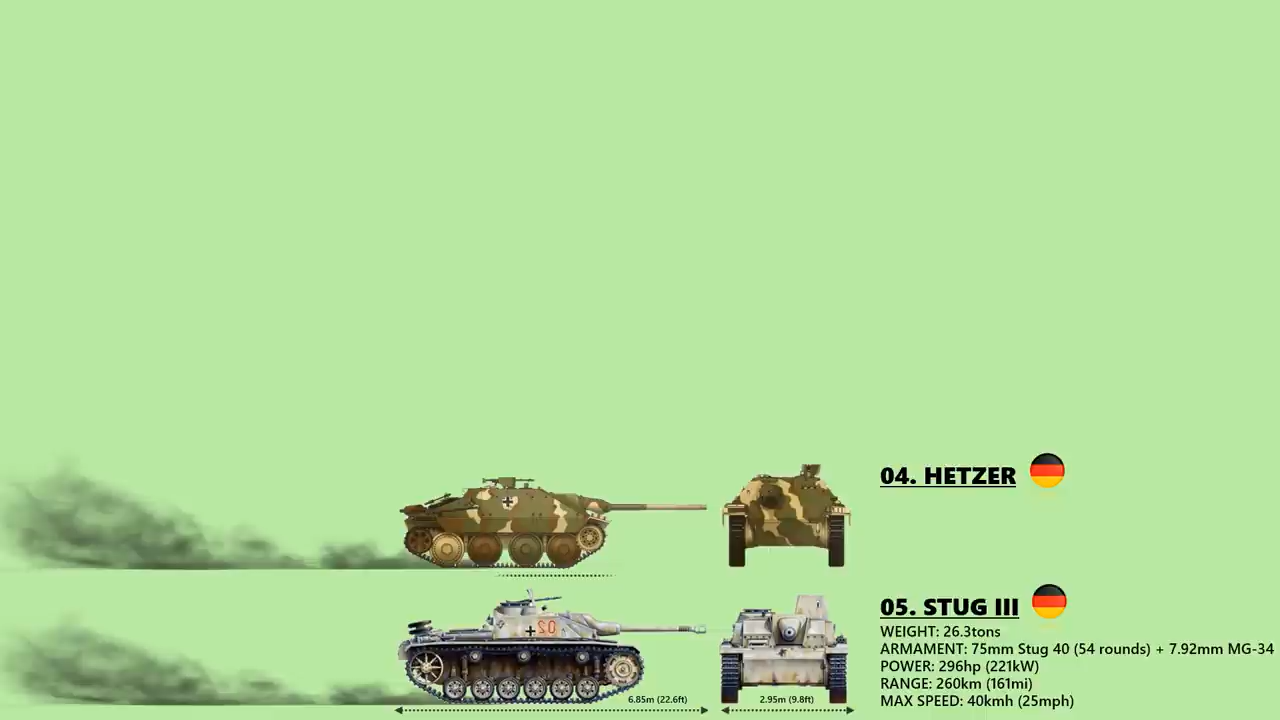 04. HETZER
05. STUG III
WEIGHT: 26.3tons
ARMAMENT: 75mm Stug 40 (54 rounds) + 7.92mm MG-34
POWER: 296hp (221kW)
RANGE: 260km (161mi)
MAX SPEED: 40kmh (25mph)
02
6.85m (22.6ft)
2.95m (9.8ft)